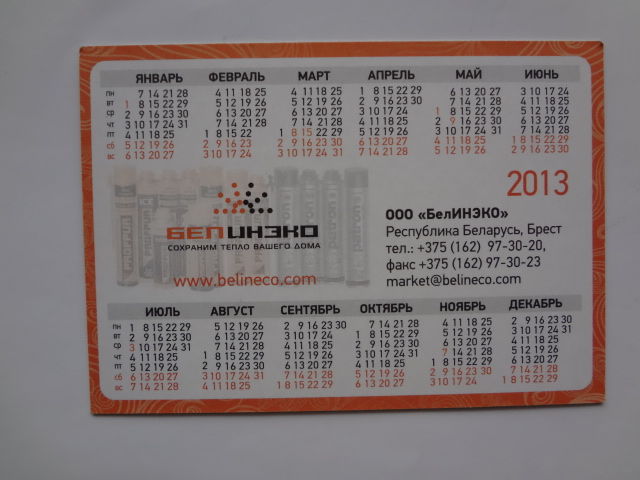 ЯНВАРЬ ФЕВРАЛЬ МАРТ АПРЕЛЬ МАЙ ИЮНЬ
пн 7 14 21 28 4 11 18 25 4 11 18 25 1 8 15 22 29 6 13 20 27 3 10 17 24
вт 1 8 15 22 29 5 12 19 26 5 12 19 26 2 9 16 23 30 7 14 21 28 4 11 18 25
ср 2 9 16 23 30 6 13 20 27 6 13 20 27 3 10 17 24 1 8 15 22 29 5 12 19 26
чт 3 10 17 24 31 7 14 21 28 7 14 21 28 4 11 18 25 2 9 16 23 30 6 13 20 27
пт 4 11 18 25 1 8 15 22 1 8 15 22 29 5 12 19 26 3 10 17 24 31 7 14 21 28
сб 5 12 19 26 2 9 16 23 2 9 16 23 30 6 13 20 27 4 11 18 25 1 8 15 22 29
вс 6 13 20 27 3 10 17 24 3 10 17 24 31 7 14 21 28 5 12 19 26 2 9 16 23 30
2013
БЕЛИНЭКО
СОХРАНИМ ТЕПЛО ВАШЕГО ДОМА
www.belineco.com
ООО «БелИНЭКО»
Республика Беларусь, Брест
тел.: +375 (162) 97-30-20,
факс +375 (162) 97-30-23
market@belineco.com
ИЮЛЬ АВГУСТ СЕНТЯБРЬ ОКТЯБРЬ НОЯБРЬ ДЕКАБРЬ
пн 1 8 15 22 29 5 12 19 26 2 9 16 23 30 7 14 21 28 4 11 18 25 2 9 16 23 30
вт 2 9 16 23 30 6 13 20 27 3 10 17 24 1 8 15 22 29 5 12 19 26 3 10 17 24 31
ср 3 10 17 24 31 7 14 21 28 4 11 18 25 2 9 16 23 30 6 13 20 27 4 11 18 25
чт 4 11 18 25 1 8 15 22 29 5 12 19 26 3 10 17 24 31 7 14 21 28 5 12 19 26
пт 5 12 19 26 2 9 16 23 30 6 13 20 27 4 11 18 25 1 8 15 22 29 6 13 20 27
сб 6 13 20 27 3 10 17 24 31 7 14 21 28 5 12 19 26 2 9 16 23 30 7 14 21 28
вс 7 14 21 28 4 11 18 25 1 8 15 22 29 6 13 20 27 3 10 17 24 1 8 15 22 29